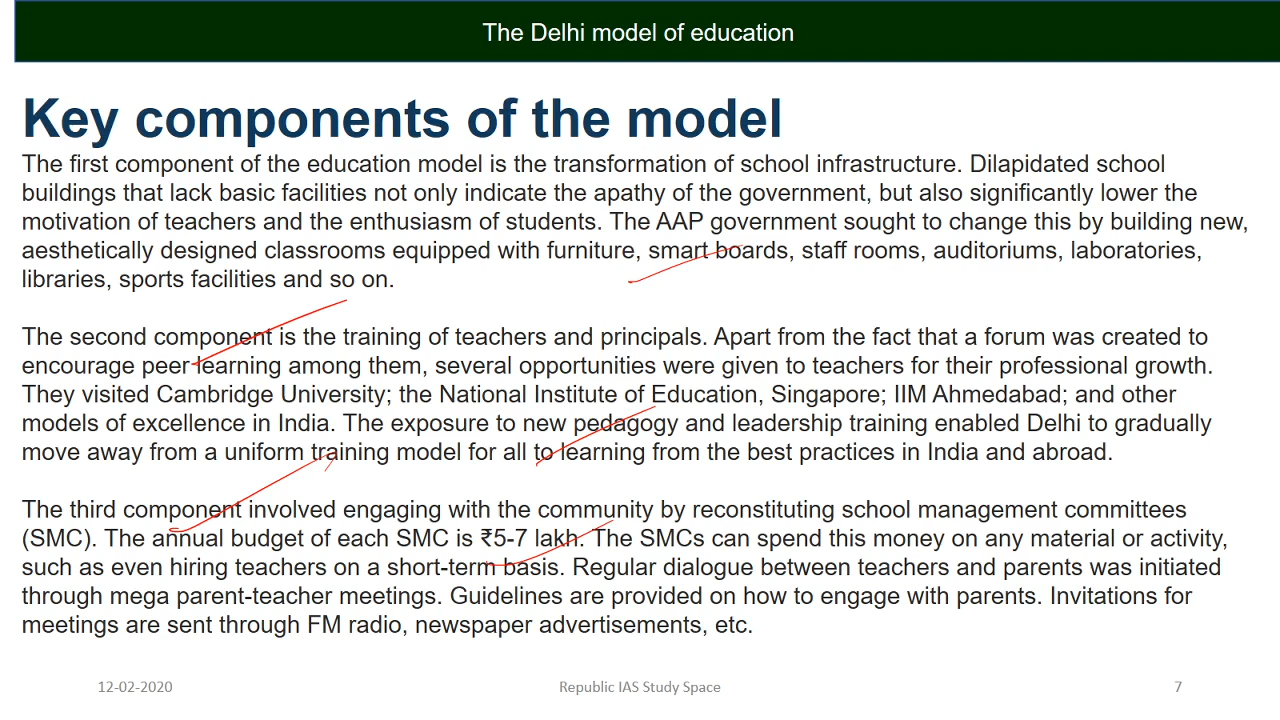 The Delhi model of education
Key components of the model
The first component of the education model is the transformation of school infrastructure. Dilapidated school
buildings that lack basic facilities not only indicate the apathy of the government, but also significantly lower the
motivation of teachers and the enthusiasm of students. The AAP government sought to change this by building new,
aesthetically designed classrooms equipped with furniture, smart boards, staff rooms, auditoriums, laboratories,
libraries, sports facilities and so on.
The second component is the training of teachers and principals. Apart from the fact that a forum was created to
encourage peer learning among them, several opportunities were given to teachers for their professional growth.
They visited Cambridge University; the National Institute of Education, Singapore; IIM Ahmedabad; and other
models of excellence in India. The exposure to new pedagogy and leadership training enabled Delhi to gradually
move away from a uniform training model for all to learning from the best practices in India and abroad.
The third component involved engaging with the community by reconstituting school management committees
(SMC). The annual budget of each SMC is ₹5-7 lakh. The SMCs can spend this money on any material or activity,
such as even hiring teachers on a short-term basis. Regular dialogue between teachers and parents was initiated
through mega parent-teacher meetings. Guidelines are provided on how to engage with parents. Invitations for
meetings are sent through FM radio, newspaper advertisements, etc.
12-02-2020
Republic IAS Study Space
7